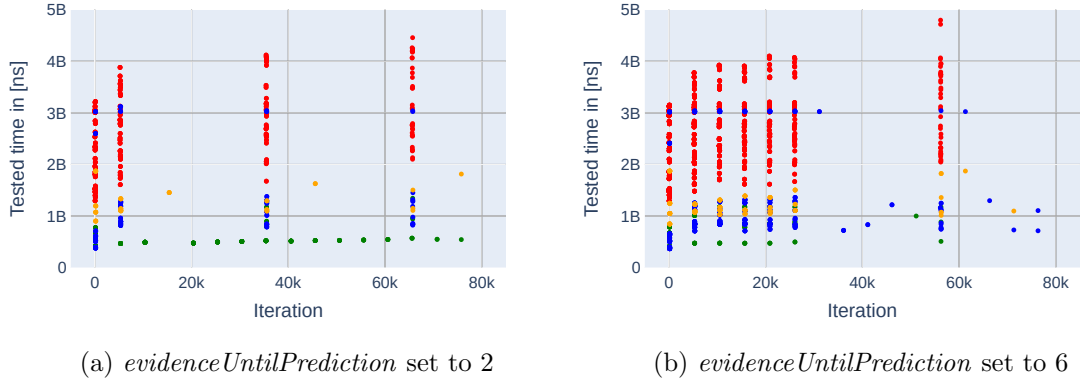 5B
4B
3B
2B
1B
0
Tested time in [ns]
0
20k
40k
60k
80k
Iteration
(a) evidenceUntilPrediction set to 2
5B
4B
3B
2B
1B
0
Tested time in [ns]
0
20k
40k
60k
80k
Iteration
(b) evidenceUntilPrediction set to 6